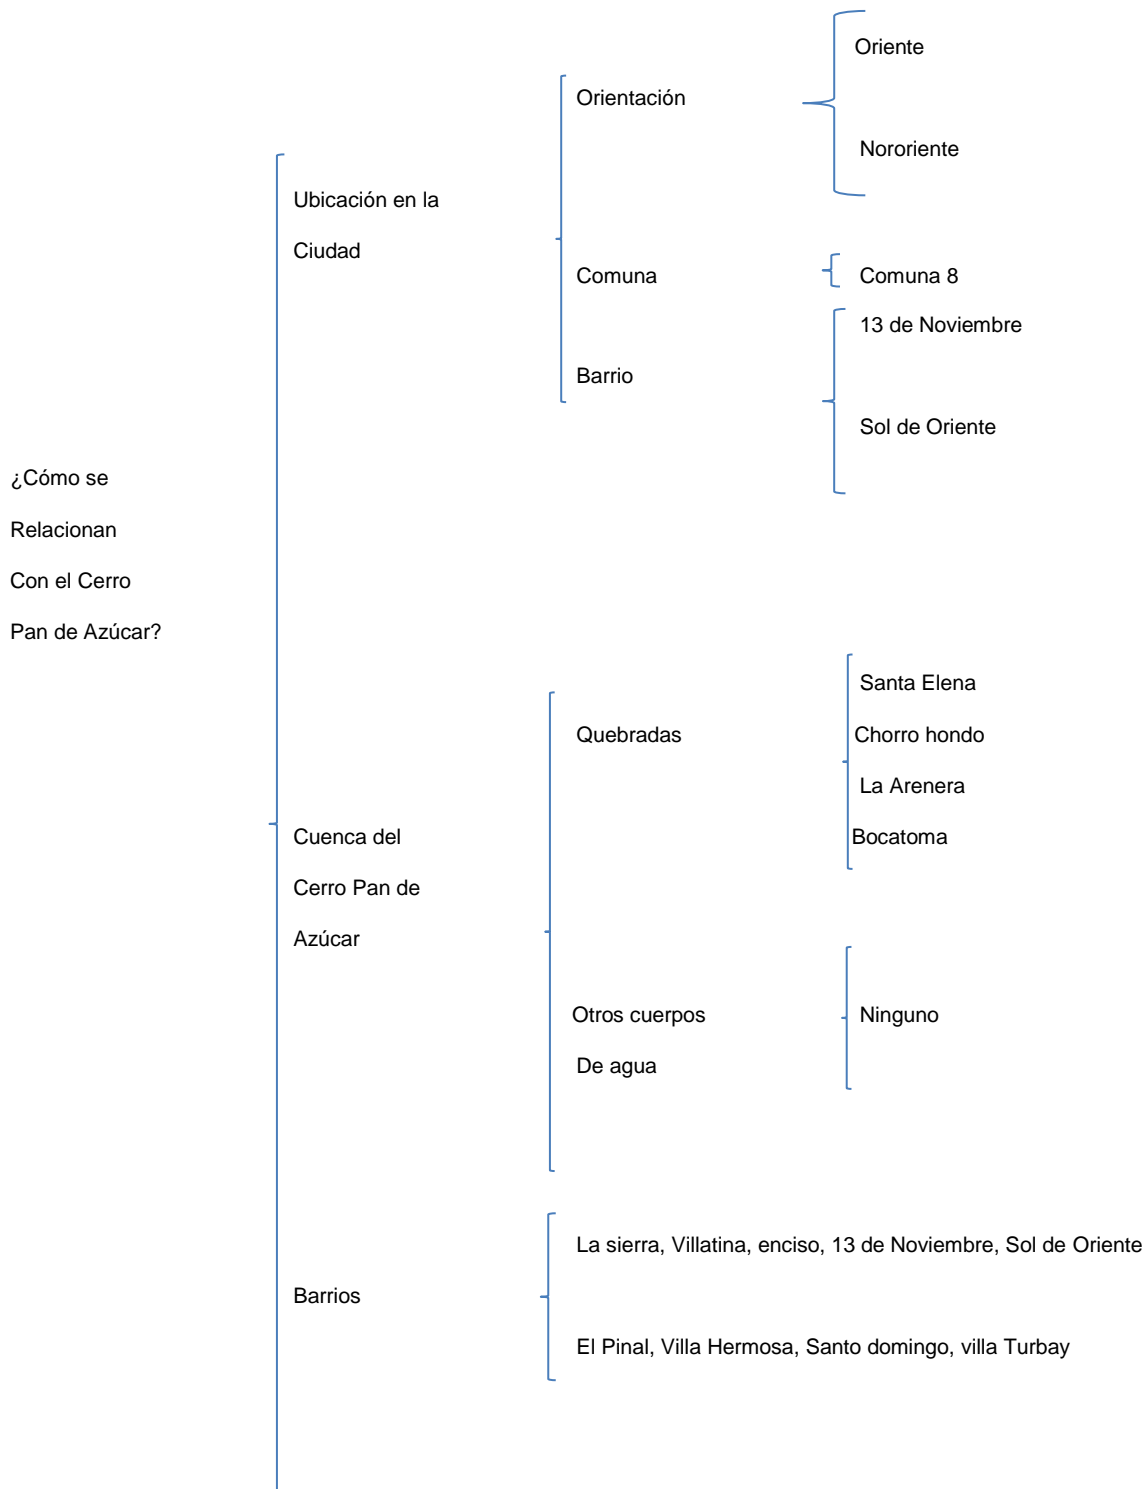 ¿Cómo se
Relacionan
Con el Cerro
Pan de Azúcar?
Ubicación en la
Ciudad
Orientación
Oriente
Nororiente
Comuna
Comuna 8
Barrio
13 de Noviembre
Sol de Oriente
Cuenca del
Cerro Pan de
Azúcar
Quebradas
Santa Elena
Chorro hondo
La Arenera
Bocatoma
Otros cuerpos
De agua
Ninguno
Barrios
La sierra, Villatina, enciso, 13 de Noviembre, Sol de Oriente
El Pinal, Villa Hermosa, Santo domingo, villa Turbay